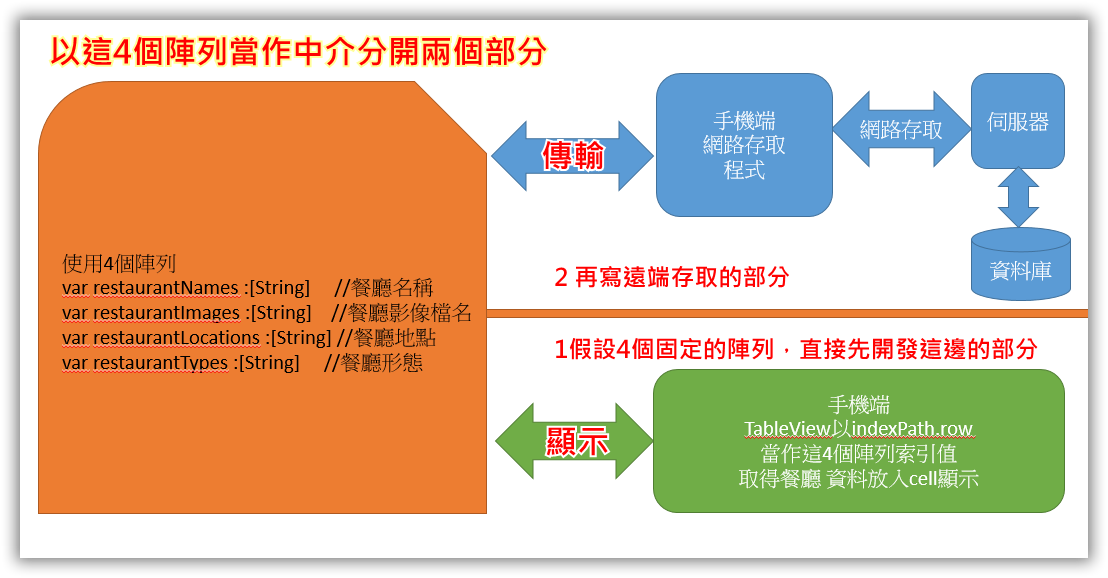 以這4個陣列當作中介分開兩個部分
使用4個陣列
var restaurantNames :[String] //餐廳名稱
var restaurantImages :[String] //餐廳影像檔名
var restaurantLocations :[String] //餐廳地點
var restaurantTypes :[String] //餐廳形態
傳輸
手機端
網路存取
程式
網路存取
伺服器
資料庫
2 再寫遠端存取的部分
1假設4個固定的陣列，直接先開發這邊的部分
顯示
手機端
TableView以indexPath.row
當作這4個陣列索引值
取得餐廳 資料放入cell顯示